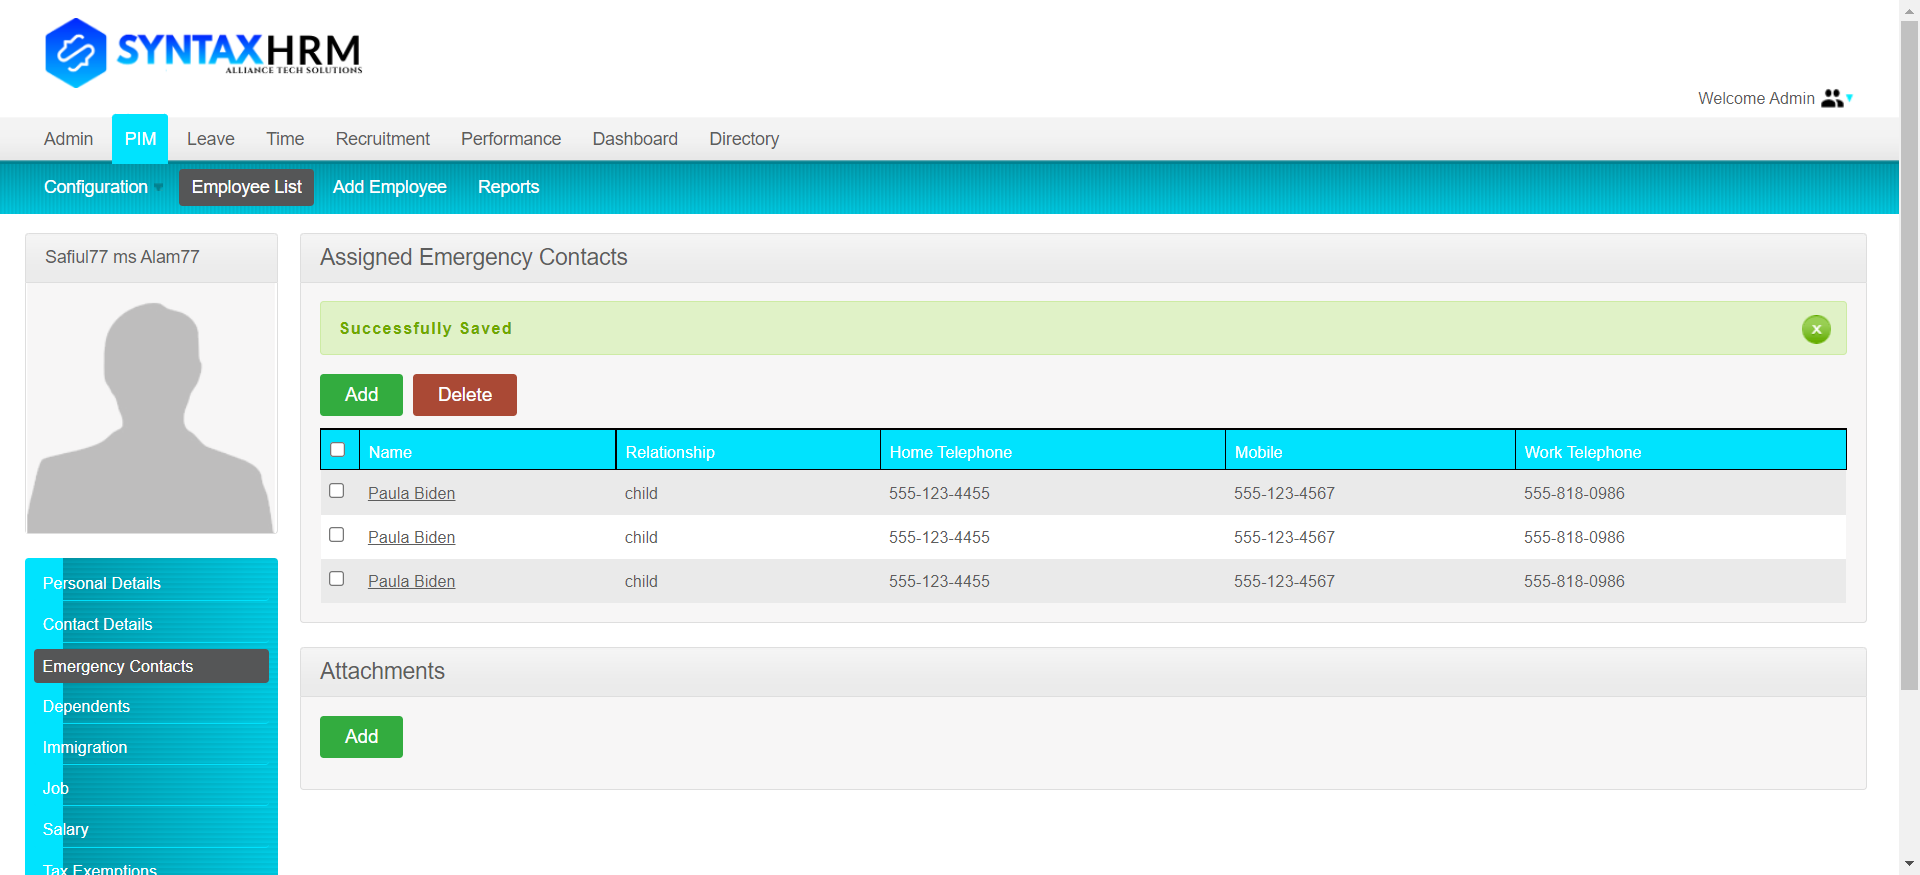 SYNTAXHRM
ALLIANCE TECH SOLUTIONS
Welcome Admin
Admin PIM Leave Time Recruitment Performance Dashboard Directory
Configuration Employee List Add Employee Reports
Safiul77 ms Alam77
Assigned Emergency Contacts
Successfully Saved
x
Add Delete
Name Relationship Home Telephone Mobile Work Telephone
Paula Biden child 555-123-4455 555-123-4567 555-818-0986
Paula Biden child 555-123-4455 555-123-4567 555-818-0986
Paula Biden child 555-123-4455 555-123-4567 555-818-0986
Personal Details
Contact Details
Emergency Contacts
Dependents
Immigration
Job
Salary
Tax Exemptions
Attachments
Add